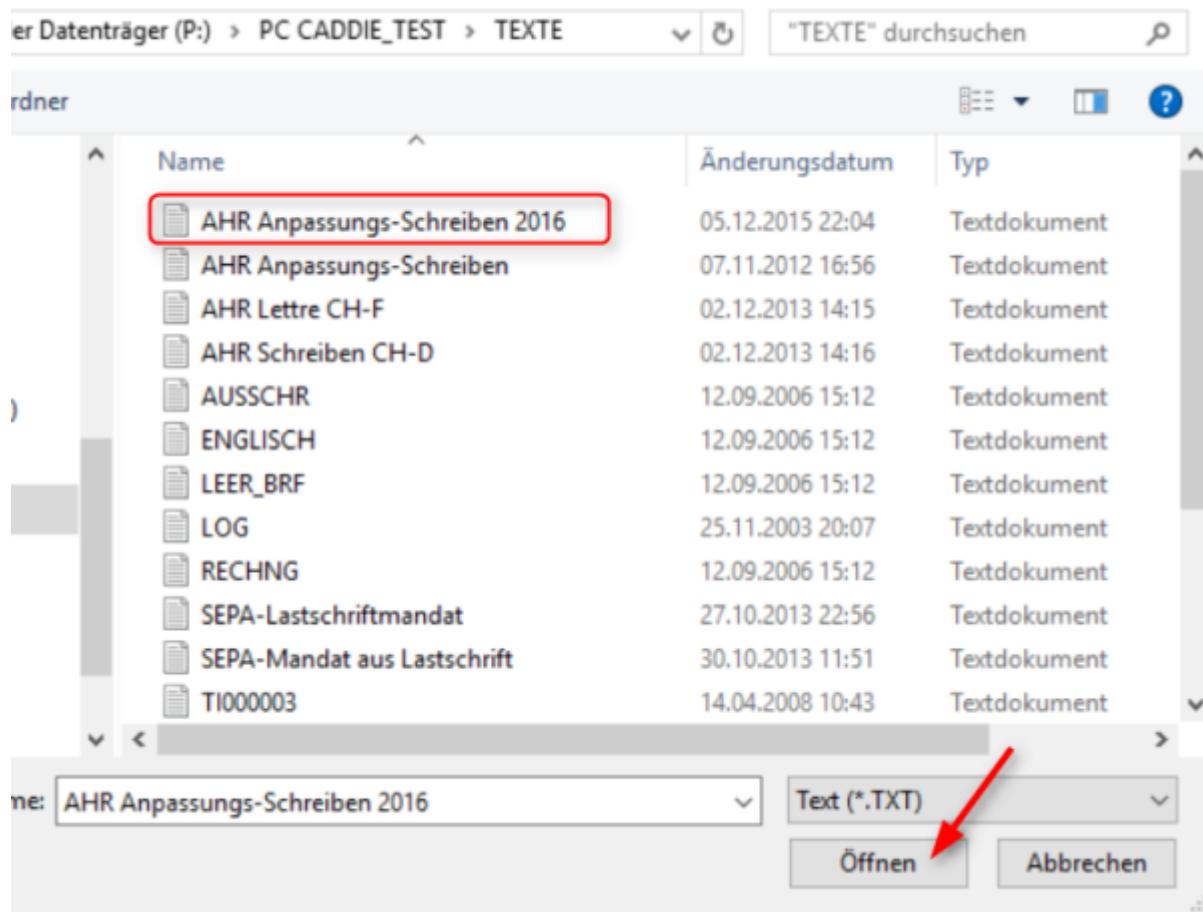 er Datenträger (P:) > PC CADDIE_TEST > TEXTE "TEXTE" durchsuchen
rdner ?
Name Änderungsdatum Typ
AHR Anpassungs-Schreiben 2016 05.12.2015 22:04 Textdokument
AHR Anpassungs-Schreiben 07.11.2012 16:56 Textdokument
AHR Lettre CH-F 02.12.2013 14:15 Textdokument
AHR Schreiben CH-D 02.12.2013 14:16 Textdokument
) AUSSCHR 12.09.2006 15:12 Textdokument
ENGLISCH 12.09.2006 15:12 Textdokument
LEER_BRF 12.09.2006 15:12 Textdokument
LOG 25.11.2003 20:07 Textdokument
RECHNG 12.09.2006 15:12 Textdokument
SEPA-Lastschriftmandat 27.10.2013 22:56 Textdokument
SEPA-Mandat aus Lastschrift 30.10.2013 11:51 Textdokument
TI000003 14.04.2008 10:43 Textdokument
me: AHR Anpassungs-Schreiben 2016 Text (*.TXT)
Öffnen Abbrechen